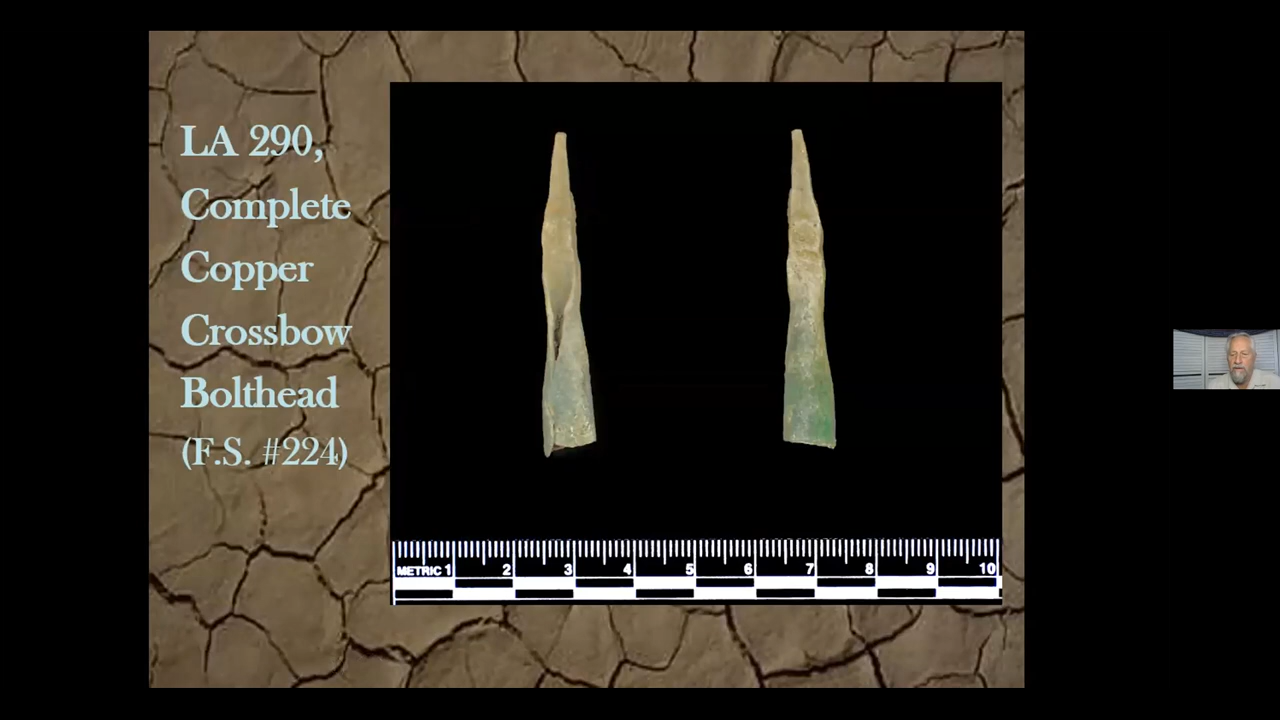 LA 290,
Complete
Copper
Crossbow
Bolthead
(F.S. #224)
METRIC 1 2 3 4 5 6 7 8 9 10